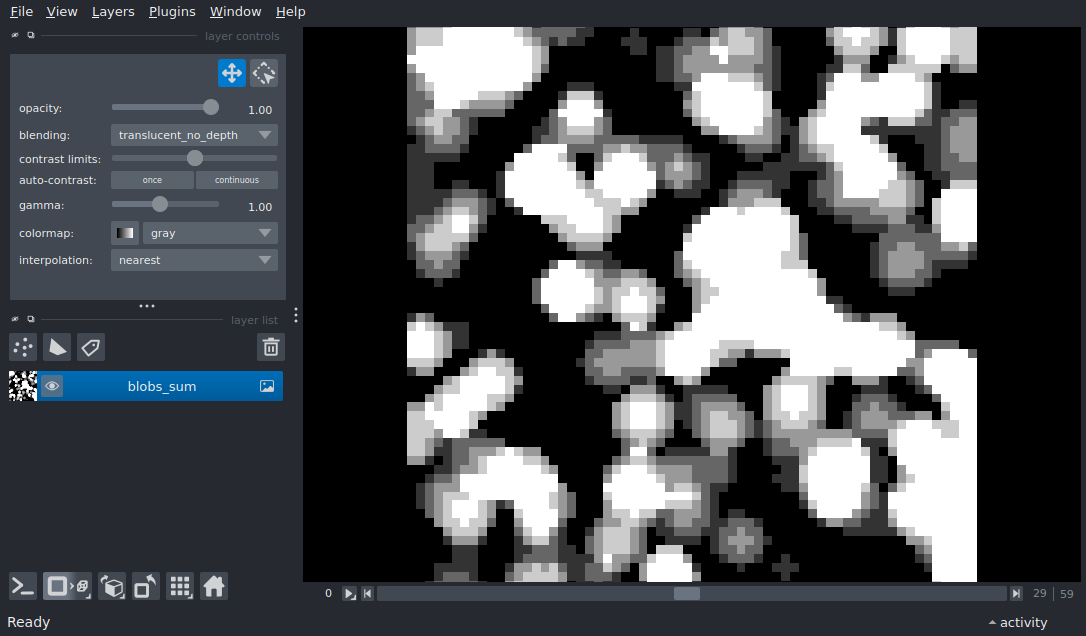 File View Layers Plugins Window Help
layer controls
opacity: 1.00
blending: translucent_no_depth
contrast limits:
auto-contrast: once continuous
gamma: 1.00
colormap: gray
interpolation: nearest
layer list
blobs_sum
0 29 59
Ready activity